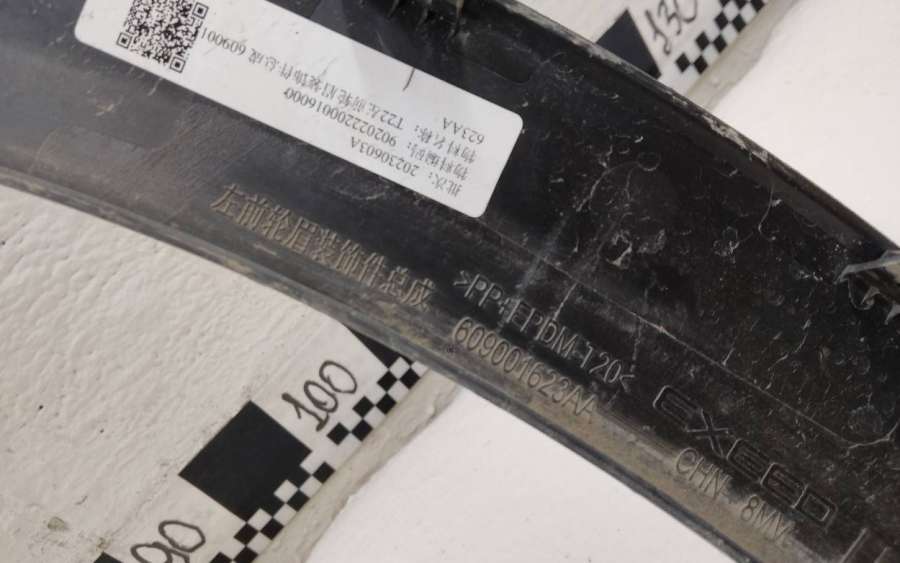 批次: 20230603A
物料编码: 902022200016000
物料名称: T22左前轮眉装饰件总成 609001
623AA
左前轮眉装饰件总成
>PP+EPDM-T20<
609001623AA
EXEED
CHN 8MV
130
100
90